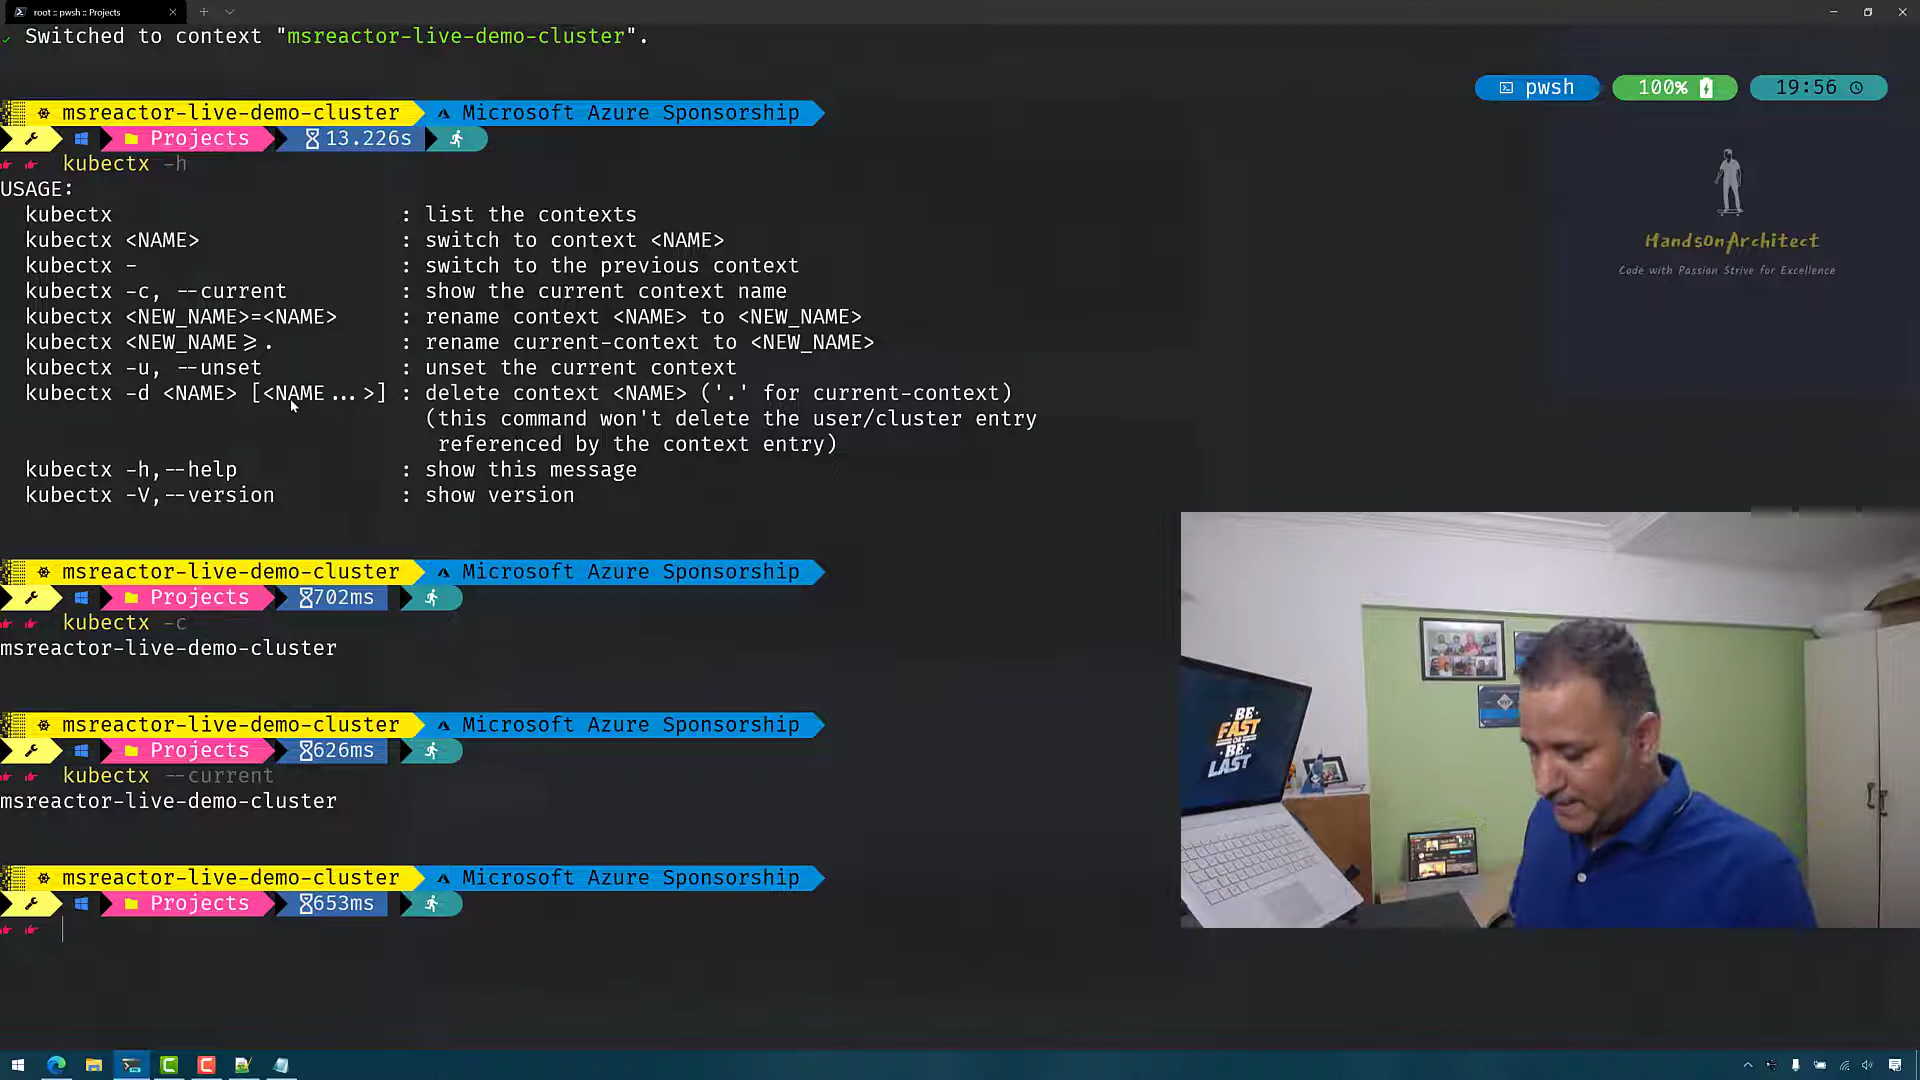 root :: pwsh :: Projects
Switched to context "msreactor-live-demo-cluster".
pwsh 100% 19:56
msreactor-live-demo-cluster Microsoft Azure Sponsorship
Projects 13.226s
kubectx -h
USAGE:
kubectx : list the contexts
kubectx <NAME> : switch to context <NAME>
kubectx - : switch to the previous context
kubectx -c, --current : show the current context name
kubectx <NEW_NAME>=<NAME> : rename context <NAME> to <NEW_NAME>
kubectx <NEW_NAME>=. : rename current-context to <NEW_NAME>
kubectx -u, --unset : unset the current context
kubectx -d <NAME> [<NAME...>] : delete context <NAME> ('.' for current-context)
(this command won't delete the user/cluster entry
referenced by the context entry)
kubectx -h,--help : show this message
kubectx -V,--version : show version
HandsOnArchitect
Code with Passion Strive for Excellence
msreactor-live-demo-cluster Microsoft Azure Sponsorship
Projects 702ms
kubectx -c
msreactor-live-demo-cluster
msreactor-live-demo-cluster Microsoft Azure Sponsorship
Projects 626ms
kubectx --current
msreactor-live-demo-cluster
msreactor-live-demo-cluster Microsoft Azure Sponsorship
Projects 653ms
BE
FAST
OR
BE
LAST